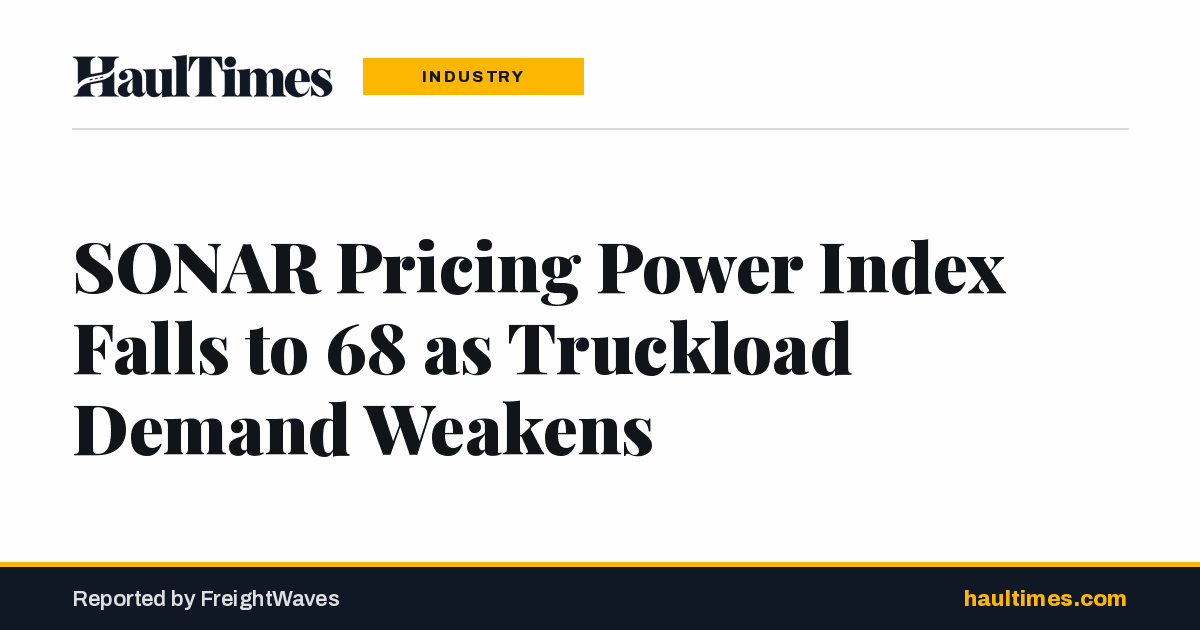 HaulTimes
INDUSTRY
SONAR Pricing Power Index
Falls to 68 as Truckload
Demand Weakens
Reported by FreightWaves
haultimes.com